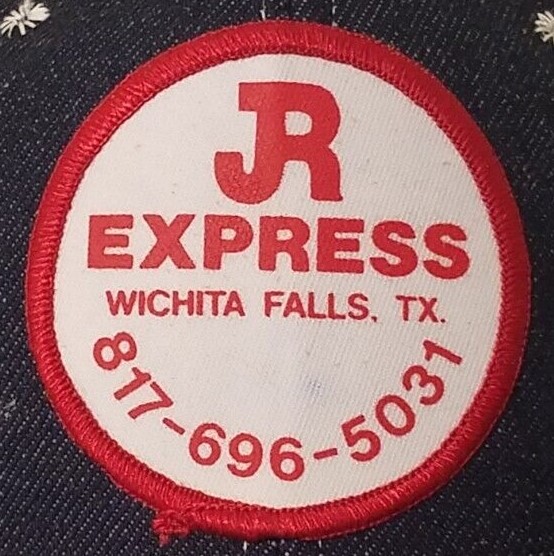 JR
EXPRESS
WICHITA FALLS, TX.
817-696-5031